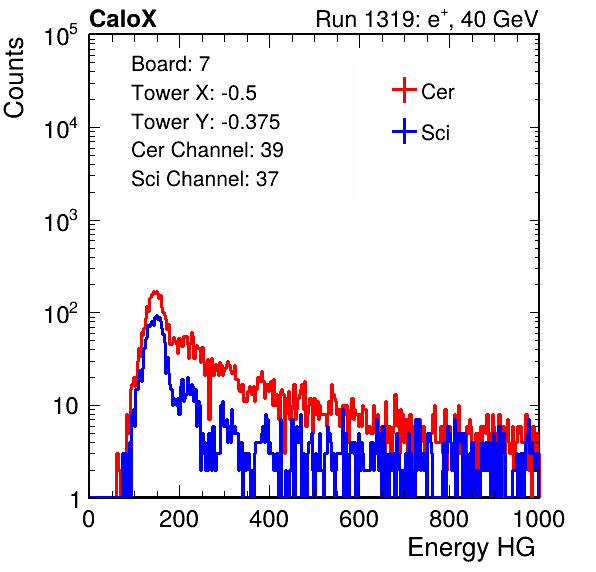 CaloX Run 1319: e⁺, 40 GeV
Counts
Board: 7
Tower X: -0.5
Tower Y: -0.375
Cer Channel: 39
Sci Channel: 37
Cer
Sci
10⁵
10⁴
10³
10²
10
1
0 200 400 600 800 1000
Energy HG